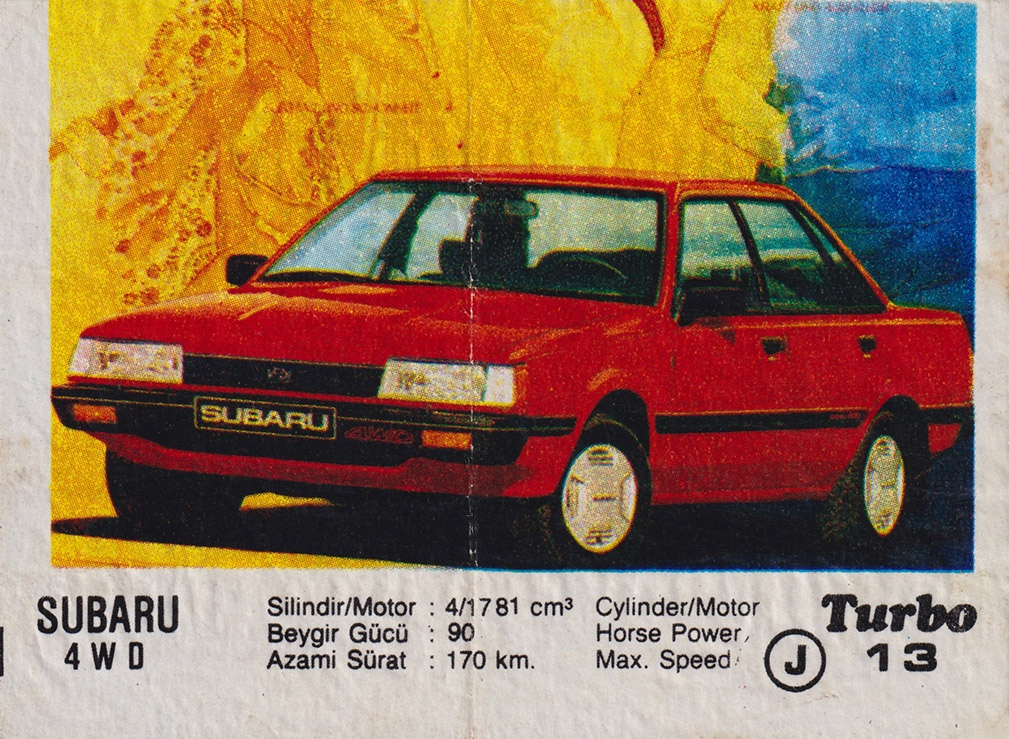 SUBARU
4WD
SUBARU
4 W D
Silindir/Motor : 4/1781 cm³ Cylinder/Motor
Beygir Gücü : 90 Horse Power
Azami Sürat : 170 km. Max. Speed
J
Turbo
13